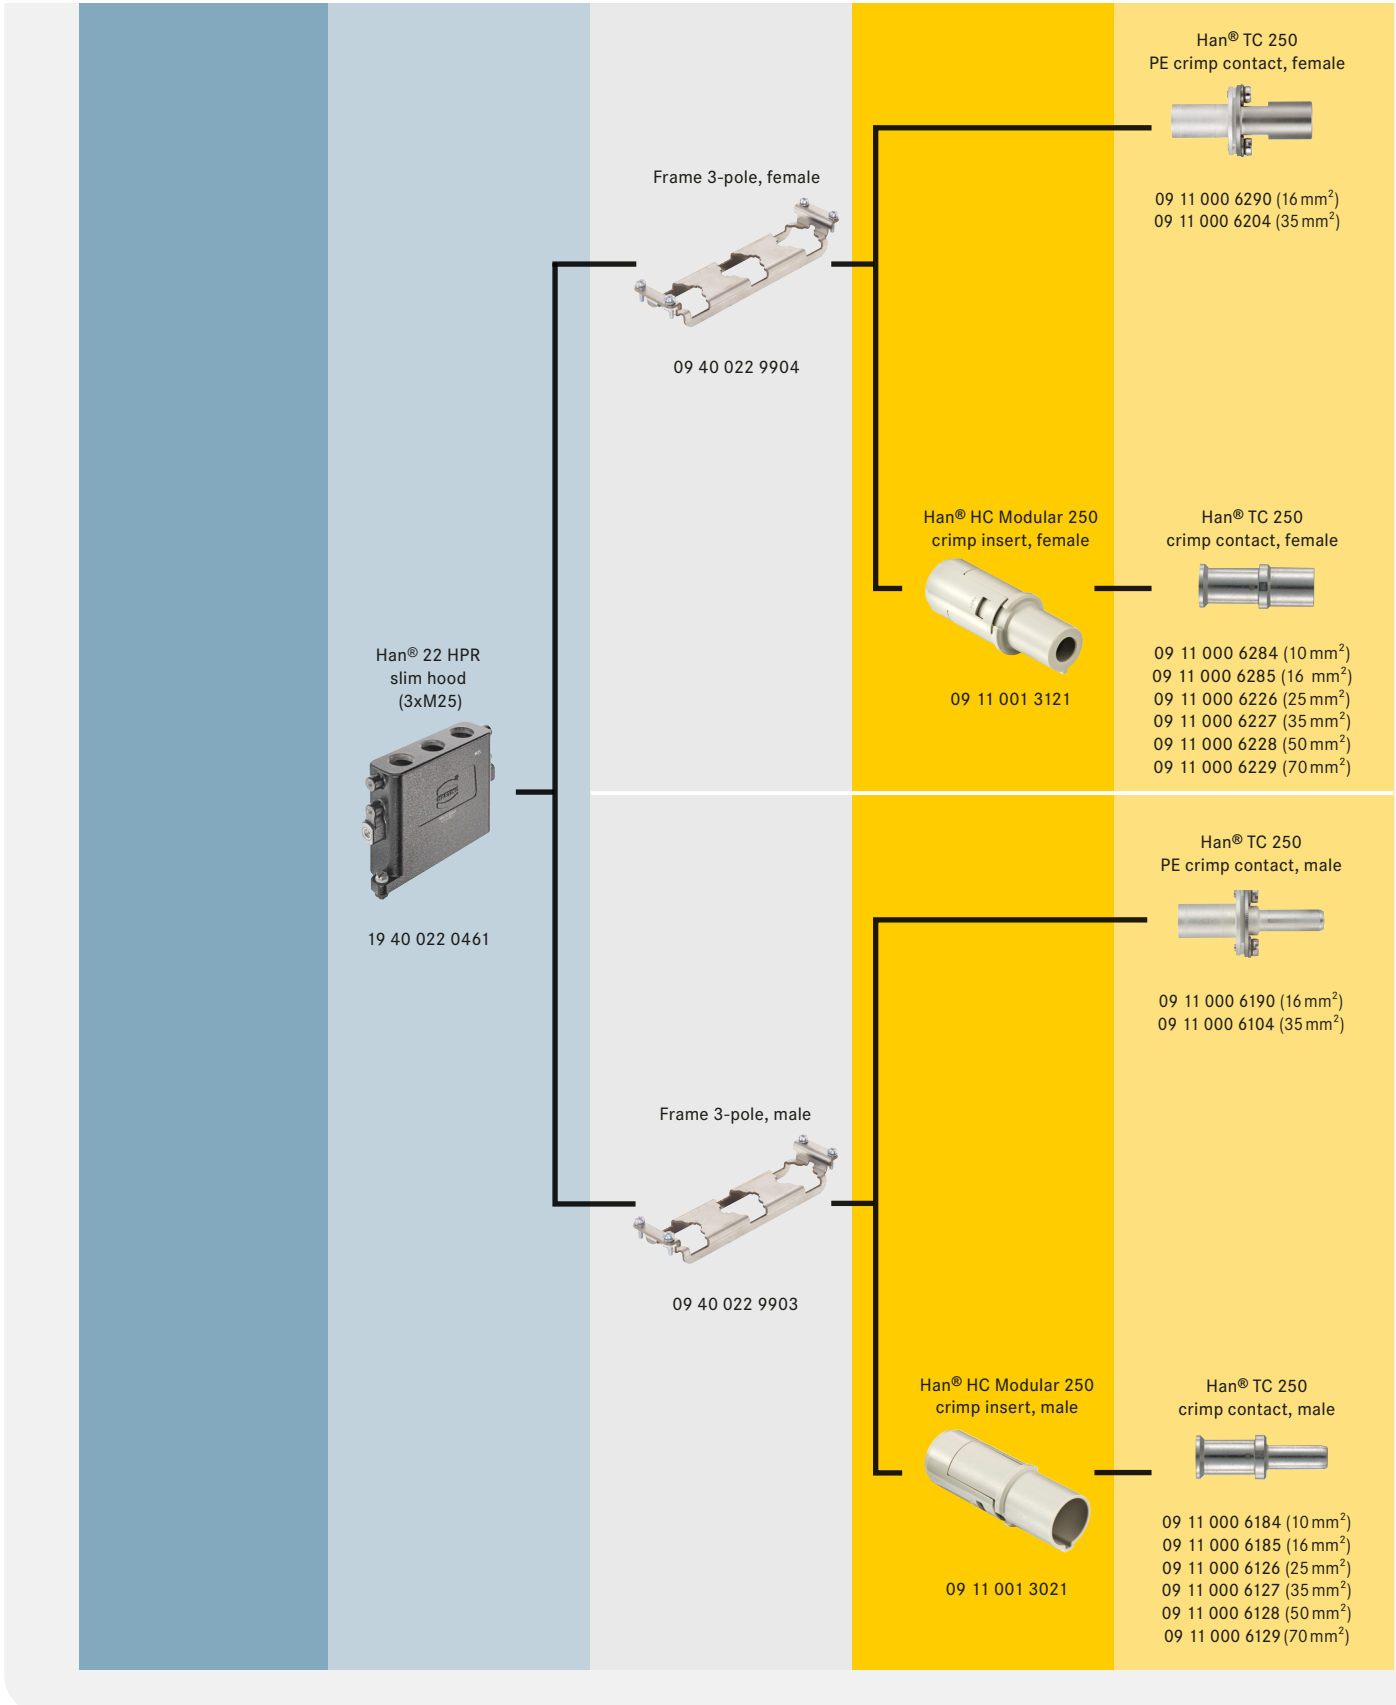 Han® TC 250
PE crimp contact, female
09 11 000 6290 (16 mm²)
09 11 000 6204 (35 mm²)
Frame 3-pole, female
09 40 022 9904
Han® HC Modular 250
crimp insert, female
09 11 001 3121
Han® TC 250
crimp contact, female
09 11 000 6284 (10 mm²)
09 11 000 6285 (16 mm²)
09 11 000 6226 (25 mm²)
09 11 000 6227 (35 mm²)
09 11 000 6228 (50 mm²)
09 11 000 6229 (70 mm²)
Han® 22 HPR
slim hood
(3xM25)
19 40 022 0461
Han® TC 250
PE crimp contact, male
09 11 000 6190 (16 mm²)
09 11 000 6104 (35 mm²)
Frame 3-pole, male
09 40 022 9903
Han® HC Modular 250
crimp insert, male
09 11 001 3021
Han® TC 250
crimp contact, male
09 11 000 6184 (10 mm²)
09 11 000 6185 (16 mm²)
09 11 000 6126 (25 mm²)
09 11 000 6127 (35 mm²)
09 11 000 6128 (50 mm²)
09 11 000 6129 (70 mm²)